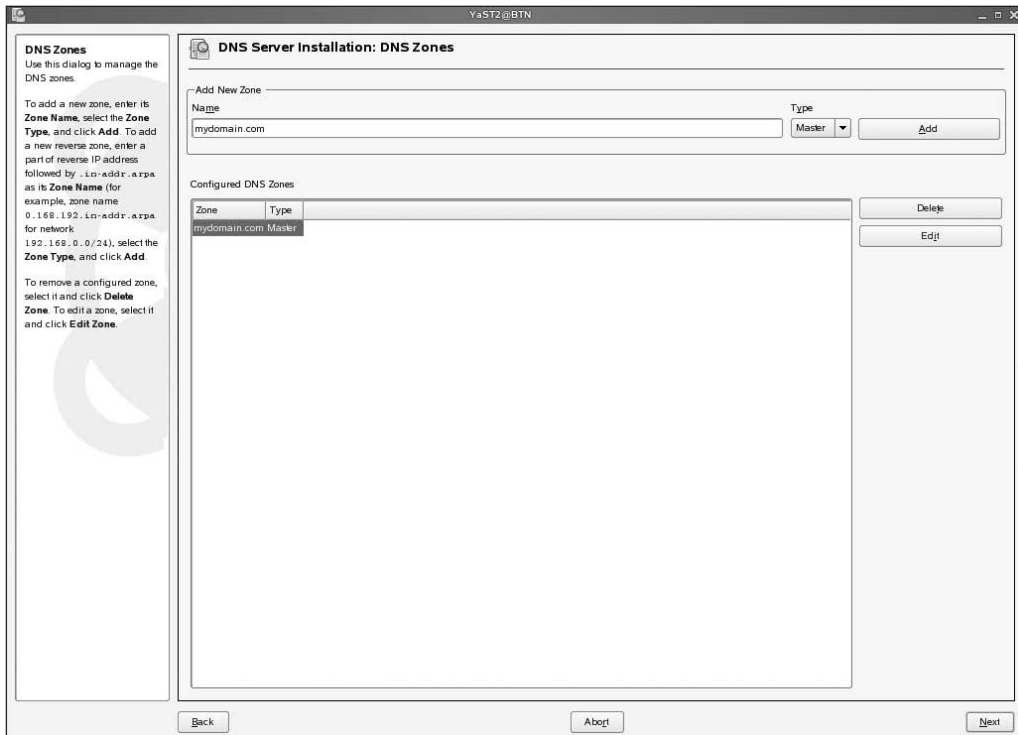 YaST2@BTN
DNS Zones
Use this dialog to manage the
DNS zones.
To add a new zone, enter its
Zone Name, select the Zone
Type, and click Add. To add
a new reverse zone, enter a
part of reverse IP address
followed by .in-addr.arpa
as its Zone Name (for
example, zone name
0.168.192.in-addr.arpa
for network
192.168.0.0/24), select the
Zone Type, and click Add.
To remove a configured zone,
select it and click Delete
Zone. To edit a zone, select it
and click Edit Zone.
DNS Server Installation: DNS Zones
Add New Zone
Name
Type
mydomain.com
Master
Add
Configured DNS Zones
Zone
Type
mydomain.com Master
Delete
Edit
Back
Abort
Next